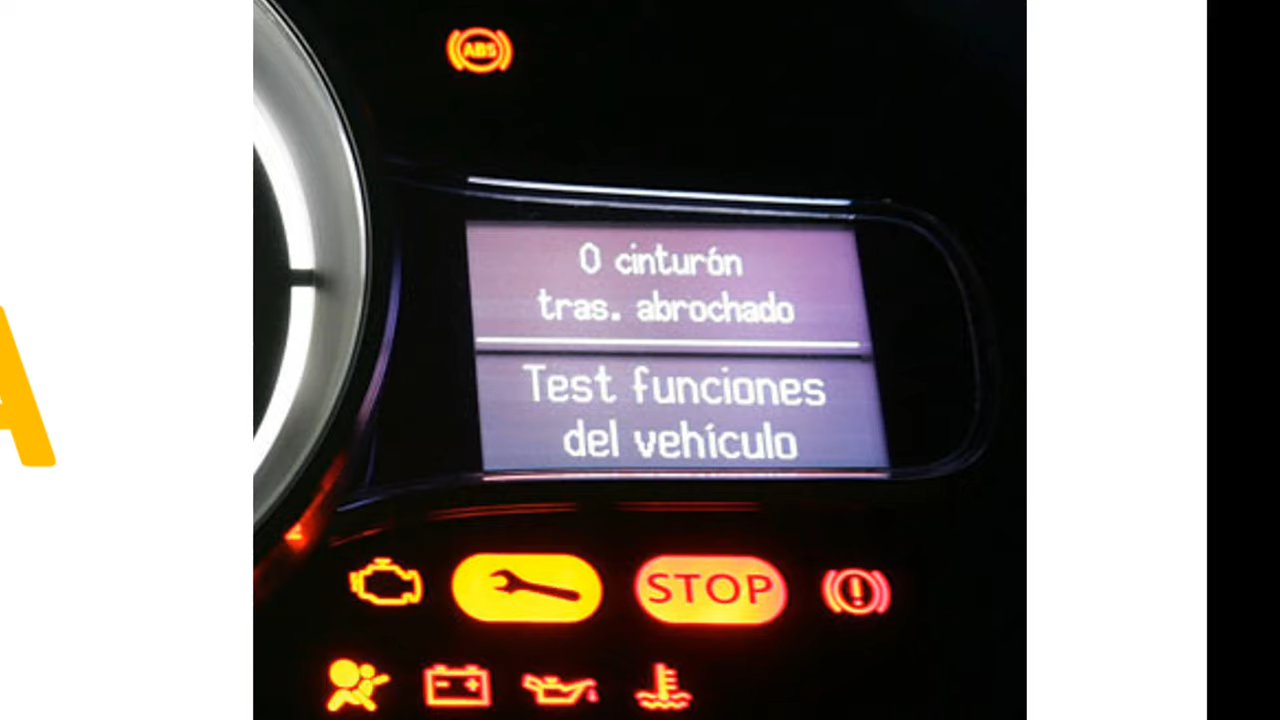 A
ABS
0 cinturón
tras. abrochado
Test funciones
del vehículo
STOP